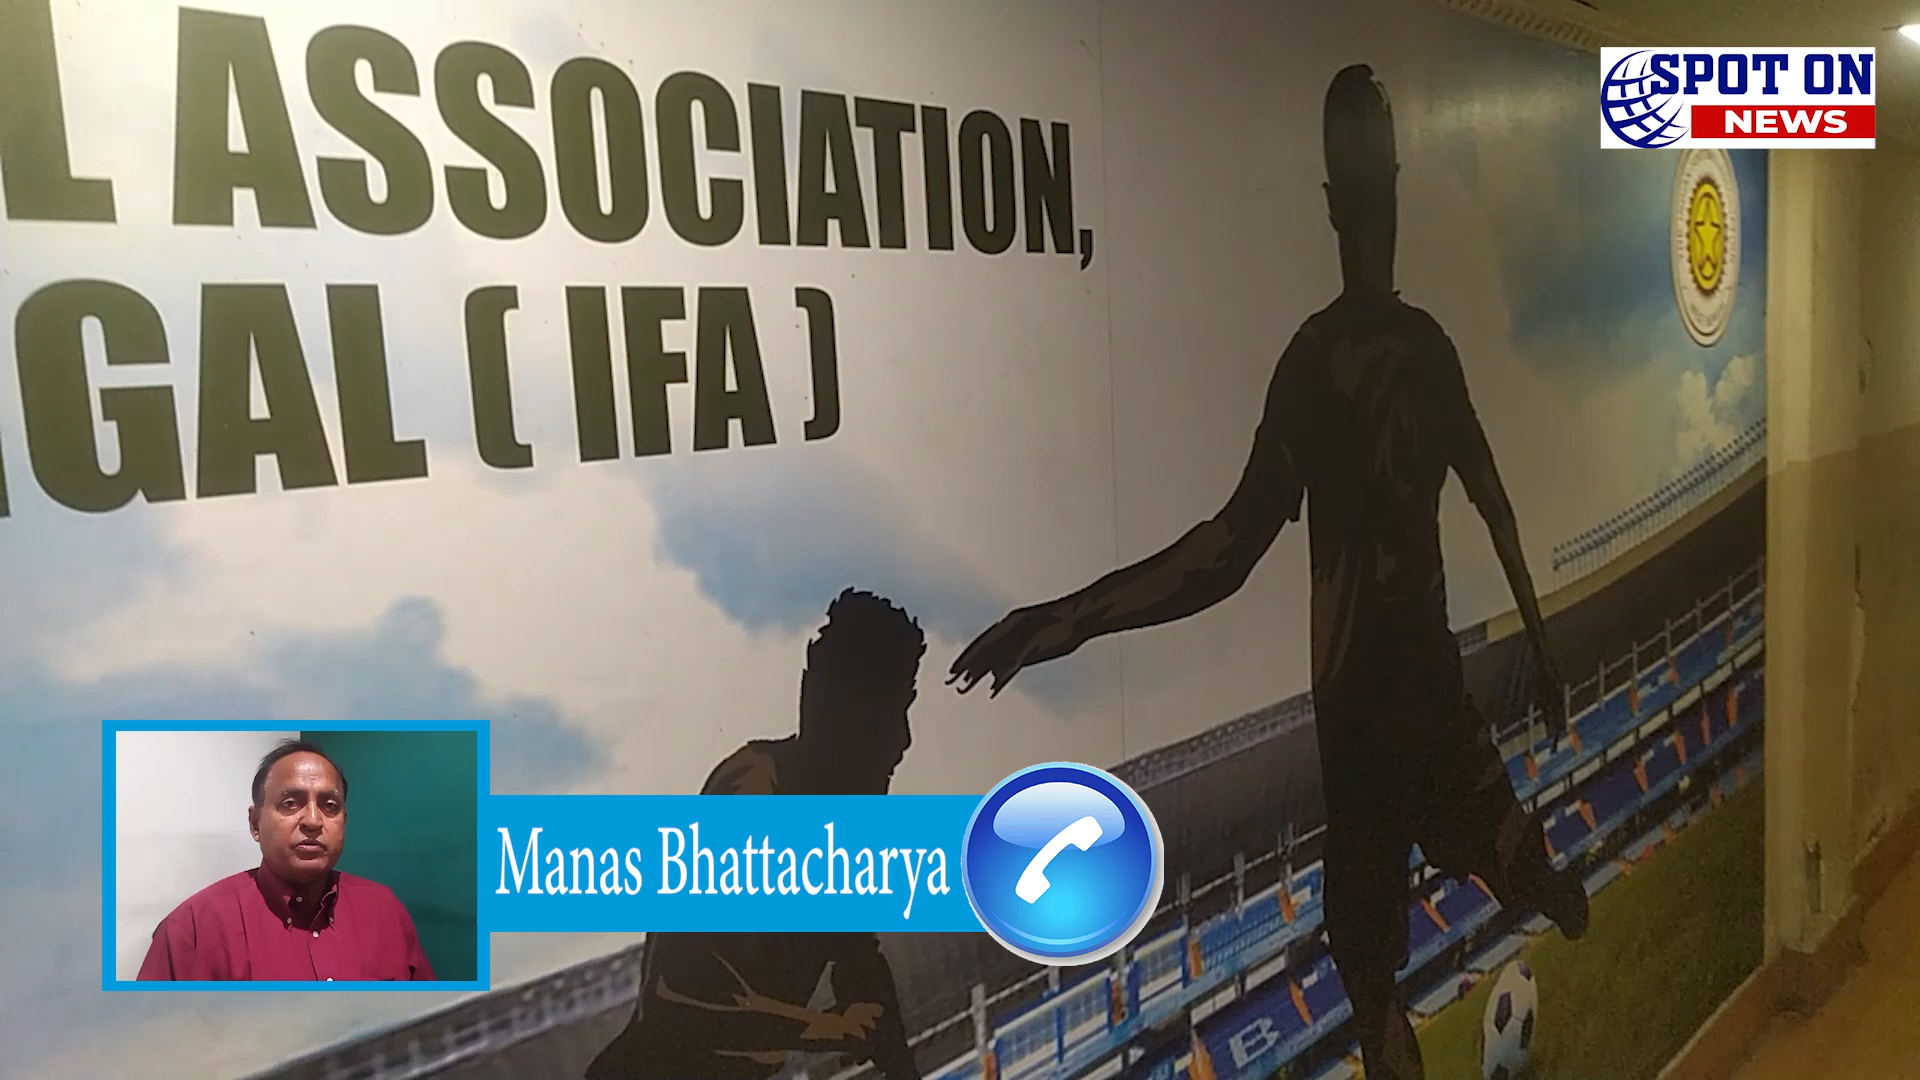 L ASSOCIATION,
GAL ( IFA )
SPOT ON
NEWS
Manas Bhattacharya